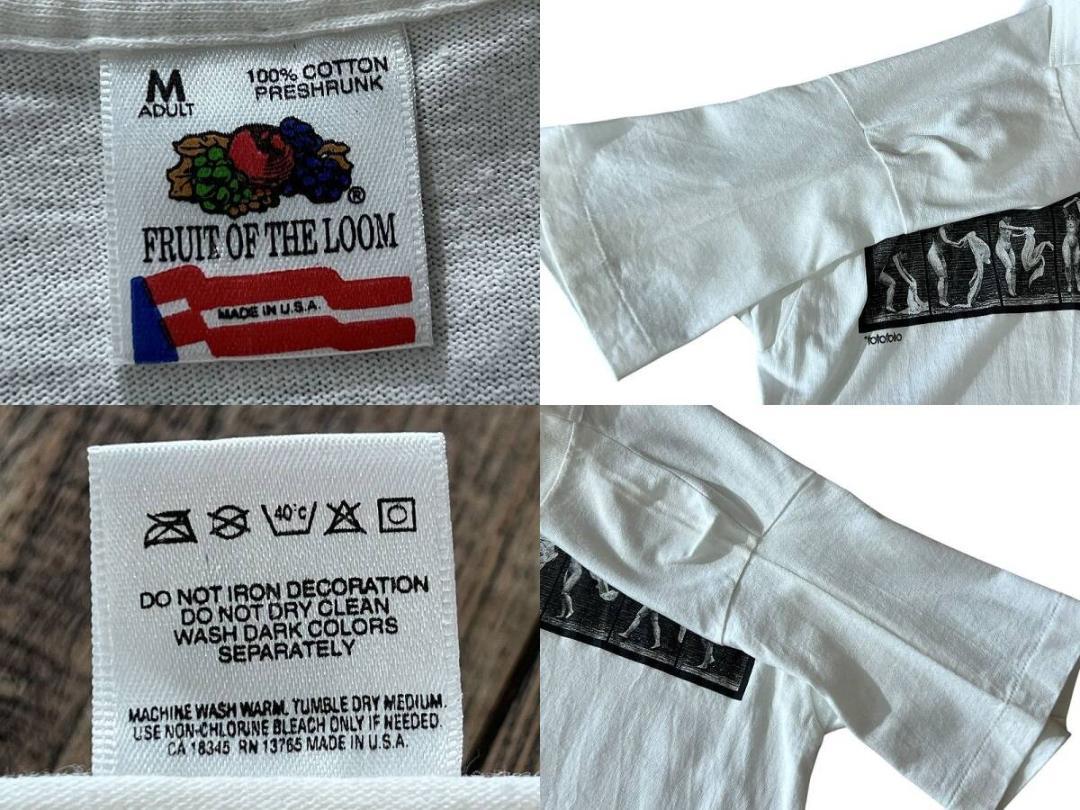 M
ADULT
100% COTTON
PRESHRUNK
®
FRUIT OF THE LOOM
MADE IN U.S.A.
"fotofolio
40°c
DO NOT IRON DECORATION
DO NOT DRY CLEAN
WASH DARK COLORS
SEPARATELY
MACHINE WASH WARM. TUMBLE DRY MEDIUM.
USE NON-CHLORINE BLEACH ONLY IF NEEDED.
CA 18345 RN 13765 MADE IN U.S.A.